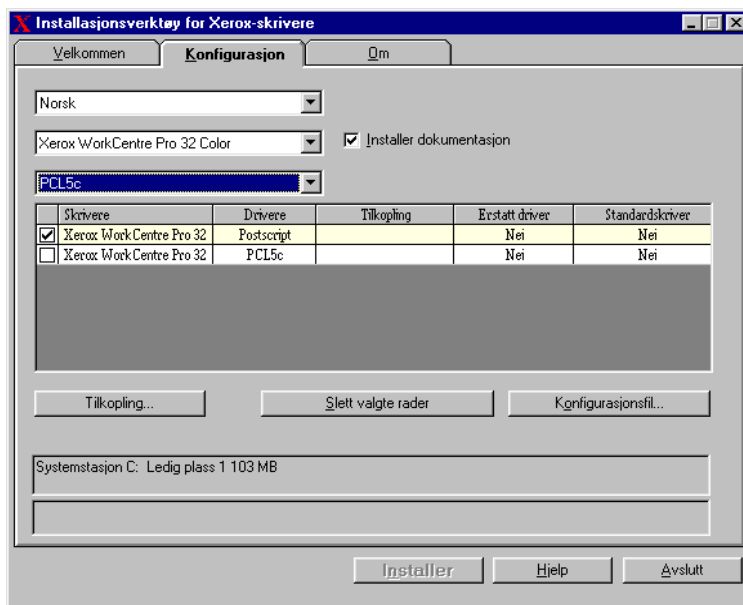 Installasjonsverktøy for Xerox-skrivere
Velkommen Konfigurasjon Om
Norsk
Xerox WorkCentre Pro 32 Color Installer dokumentasjon
PCL5c
Skrivere Drivere Tilkopling Erstatt driver Standardskriver
Xerox WorkCentre Pro 32 Postscript Nei Nei
Xerox WorkCentre Pro 32 PCL5c Nei Nei
Tilkopling... Slett valgte rader Konfigurasjonsfil...
Systemstasjon C: Ledig plass 1 103 MB
Installer Hjelp Avslutt